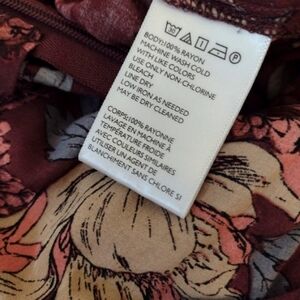 BODY:100% RAYON
MACHINE WASH COLD
WITH LIKE COLORS
USE ONLY NON-CHLORINE
BLEACH
LINE DRY
LOW IRON AS NEEDED
MAY BE DRY CLEANED
CORPS:100% RAYONNE
LAVAGE EN MACHINE À
TEMPÉRATURE FROIDE
COULEURS SIMILAIRES
UTILISER UN AGENT DE
BLANCHIMENT SANS CHLORE SI